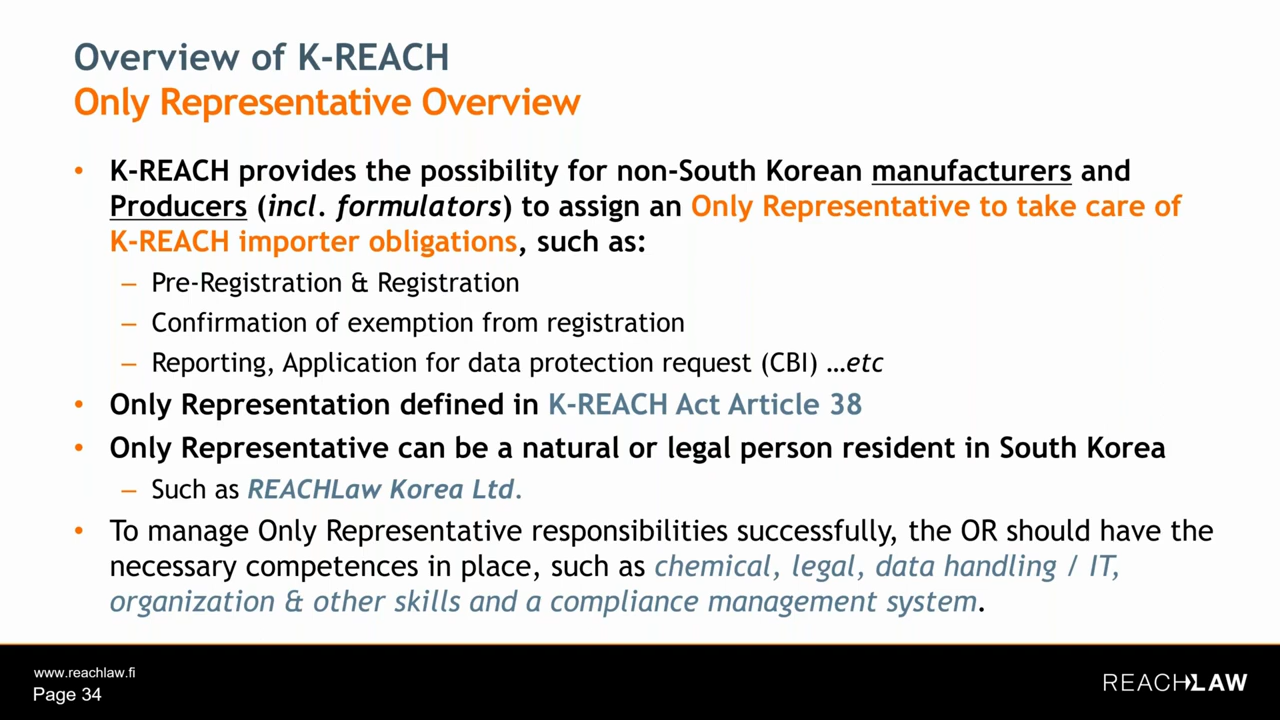 Overview of K-REACH
Only Representative Overview
• K-REACH provides the possibility for non-South Korean manufacturers and
Producers (incl. formulators) to assign an Only Representative to take care of
K-REACH importer obligations, such as:
– Pre-Registration & Registration
– Confirmation of exemption from registration
– Reporting, Application for data protection request (CBI) …etc
• Only Representation defined in K-REACH Act Article 38
• Only Representative can be a natural or legal person resident in South Korea
– Such as REACHLaw Korea Ltd.
• To manage Only Representative responsibilities successfully, the OR should have the
necessary competences in place, such as chemical, legal, data handling / IT,
organization & other skills and a compliance management system.
www.reachlaw.fi
Page 34
REACHLAW